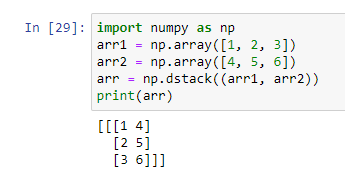 In [29]: import numpy as np
arr1 = np.array([1, 2, 3])
arr2 = np.array([4, 5, 6])
arr = np.dstack((arr1, arr2))
print(arr)
[[[1 4]
[2 5]
[3 6]]]